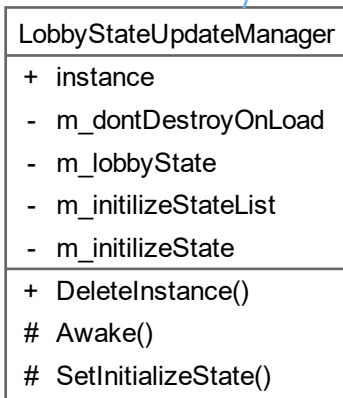 LobbyStateUpdateManager
+ instance
- m_dontDestroyOnLoad
- m_lobbyState
- m_initilizeStateList
- m_initilizeState
+ DeleteInstance()
# Awake()
# SetInitializeState()